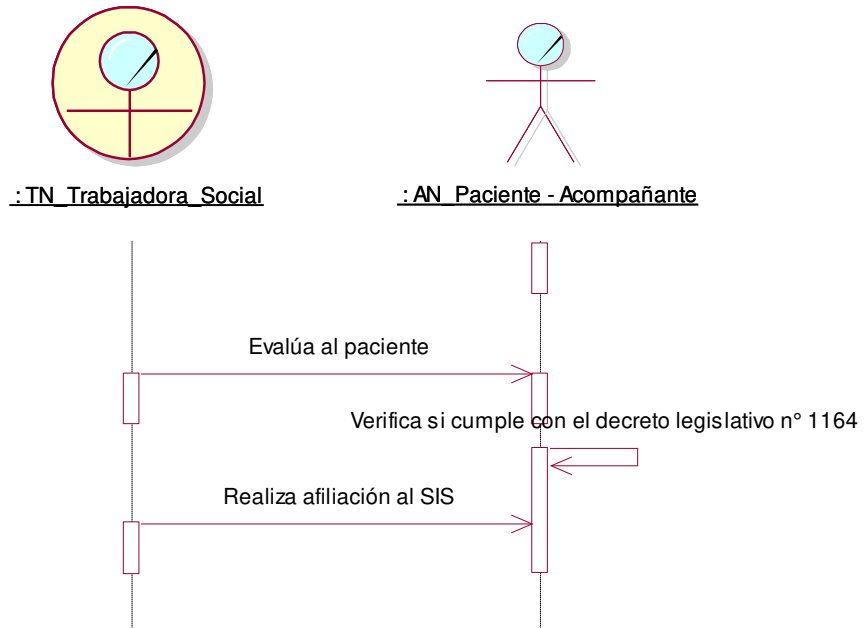 : TN_Trabajadora_Social
: AN_Paciente - Acompañante
Evalúa al paciente
Verifica si cumple con el decreto legislativo n° 1164
Realiza afiliación al SIS